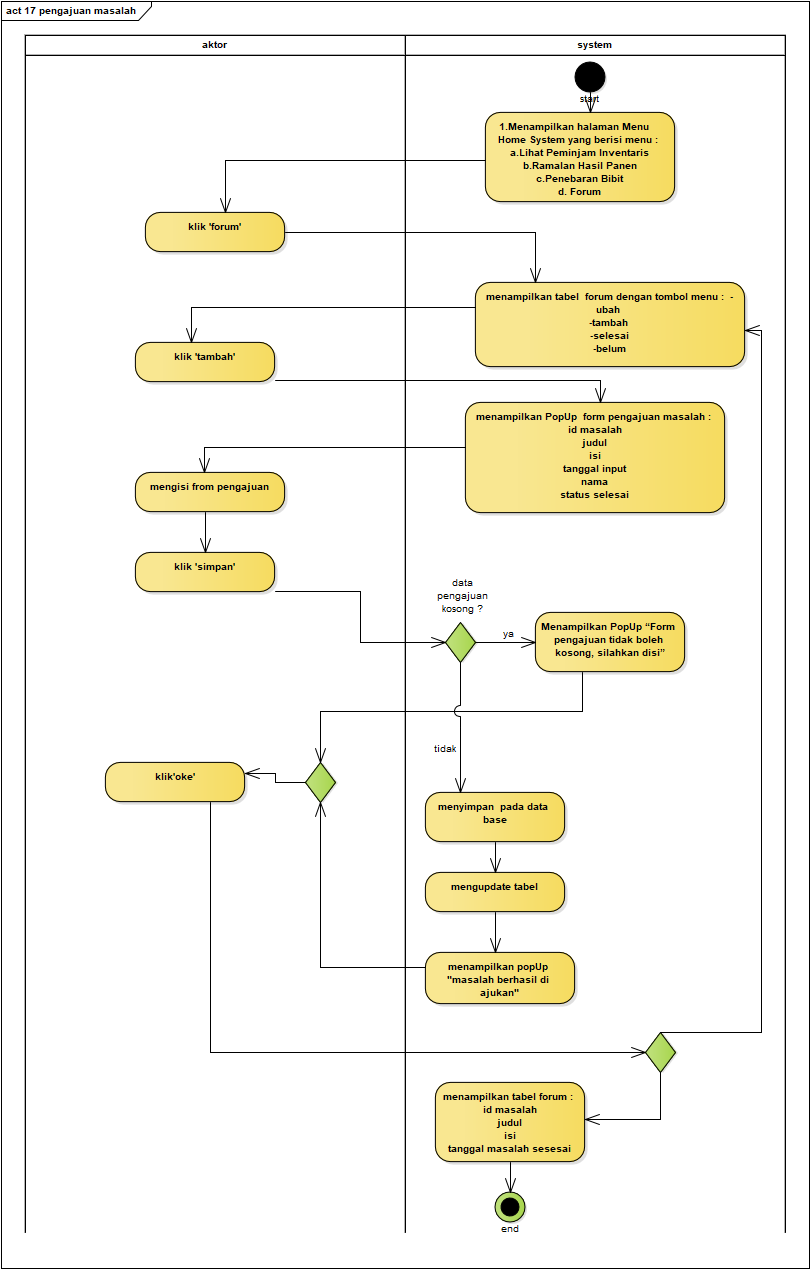 act 17 pengajuan masalah
aktor
system
start
1.Menampilkan halaman Menu
Home System yang berisi menu :
a.Lihat Peminjam Inventaris
b.Ramalan Hasil Panen
c.Penebaran Bibit
d. Forum
klik 'forum'
menampilkan tabel forum dengan tombol menu : -
ubah
-tambah
-selesai
-belum
klik 'tambah'
menampilkan PopUp form pengajuan masalah :
id masalah
judul
isi
tanggal input
nama
status selesai
mengisi from pengajuan
klik 'simpan'
data
pengajuan
kosong ?
ya
Menampilkan PopUp “Form
pengajuan tidak boleh
kosong, silahkan disi”
tidak
klik'oke'
menyimpan pada data
base
mengupdate tabel
menampilkan popUp
"masalah berhasil di
ajukan"
menampilkan tabel forum :
id masalah
judul
isi
tanggal masalah sesesai
end